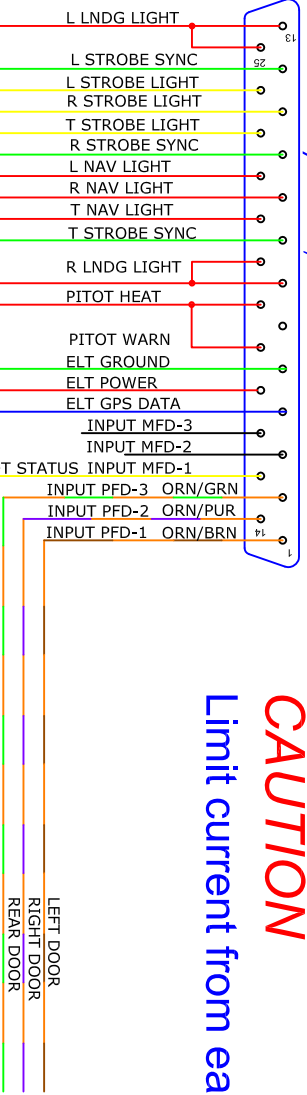 L LNDG LIGHT
13
25
L STROBE SYNC
L STROBE LIGHT
R STROBE LIGHT
T STROBE LIGHT
R STROBE SYNC
L NAV LIGHT
R NAV LIGHT
T NAV LIGHT
T STROBE SYNC
R LNDG LIGHT
PITOT HEAT
PITOT WARN
ELT GROUND
ELT POWER
ELT GPS DATA
INPUT MFD-3
INPUT MFD-2
T STATUS INPUT MFD-1
INPUT PFD-3 ORN/GRN
INPUT PFD-2 ORN/PUR
14
INPUT PFD-1 ORN/BRN
1
CAUTION
Limit current from ea
LEFT DOOR
RIGHT DOOR
REAR DOOR